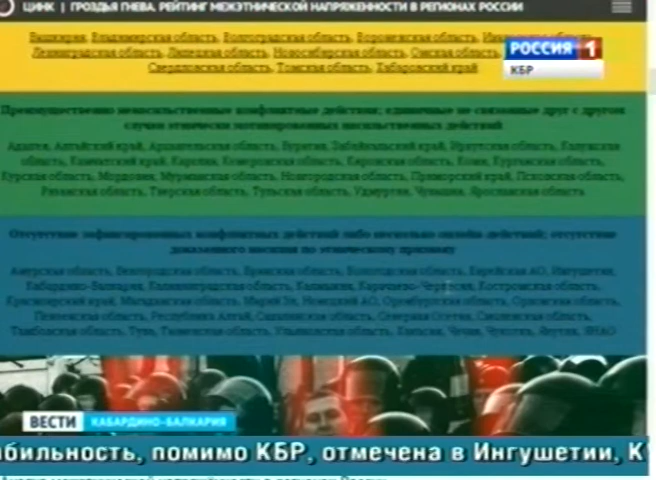 ЦИНК | ГРОЗДЬЯ ГНЕВА. РЕЙТИНГ МЕЖЭТНИЧЕСКОЙ НАПРЯЖЕННОСТИ В РЕГИОНАХ РОССИИ
Башкирия, Владимирская область, Волгоградская область, Воронежская область,
Ленинградская область, Липецкая область, Новосибирская область, Омская область,
Свердловская область, Томская область, Хабаровский край
РОССИЯ 1
КБР
Преимущественно ненасильственные конфликтные действия; единичные не связанные друг с другом
случаи этнически мотивированных насильственных действий
Адыгея, Алтайский край, Архангельская область, Бурятия, Забайкальский край, Иркутская область, Калужская
область, Камчатский край, Карелия, Кемеровская область, Кировская область, Коми, Курганская область,
Курская область, Мордовия, Мурманская область, Новгородская область, Приморский край, Псковская область,
Рязанская область, Тверская область, Тульская область, Удмуртия, Чувашия, Ярославская область
Отсутствие зафиксированных конфликтных действий либо несколько онлайн действий; отсутствие
доказанного насилия по этническому признаку
Амурская область, Белгородская область, Брянская область, Вологодская область, Еврейская АО, Ингушетия,
Кабардино-Балкария, Калининградская область, Калмыкия, Карачаево-Черкессия, Костромская область,
Красноярский край, Магаданская область, Марий Эл, Ненецкий АО, Оренбургская область, Орловская область,
Пензенская область, Республика Алтай, Сахалинская область, Северная Осетия, Смоленская область,
Тамбовская область, Тува, Тюменская область, Ульяновская область, Хакасия, Чечня, Чукотка, Якутия, ЯНАО
ВЕСТИ КАБАРДИНО-БАЛКАРИЯ
абильность, помимо КБР, отмечена в Ингушетии, К